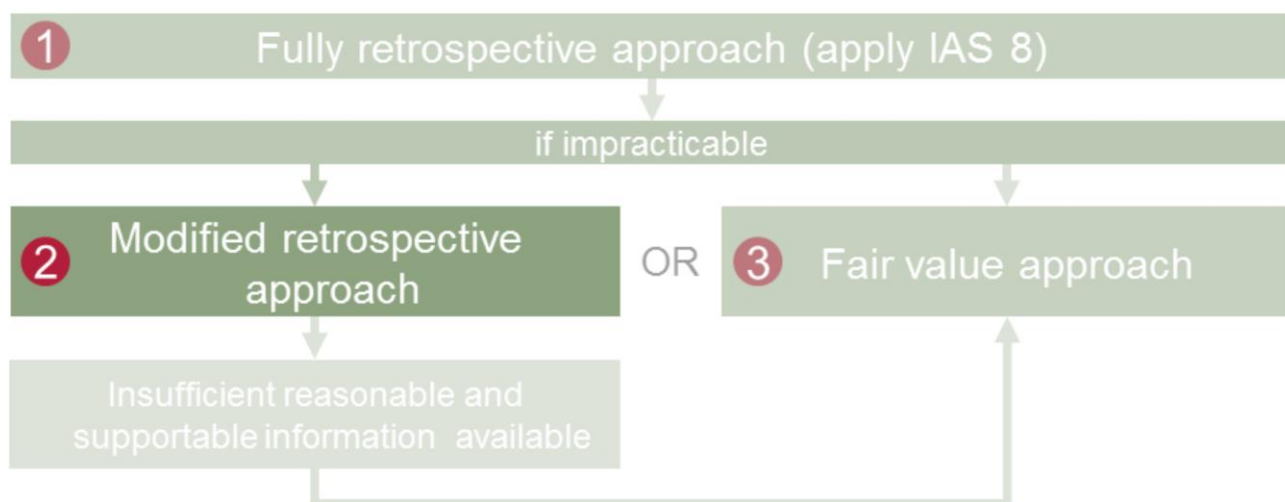 1 Fully retrospective approach (apply IAS 8)
if impracticable
2 Modified retrospective
approach
OR
3 Fair value approach
Insufficient reasonable and
supportable information available